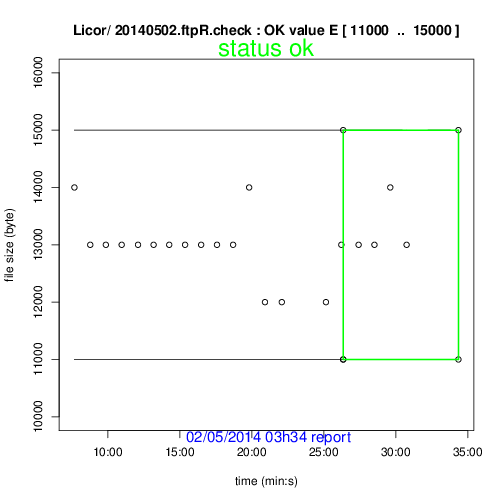 Licor/ 20140502.ftpR.check : OK value E [ 11000  ..  15000 ]
status ok
16000
15000
14000
13000
12000
11000
10000
file size (byte)
02/05/2014 03h34 report
10:00 15:00 20:00 25:00 30:00 35:00
time (min:s)